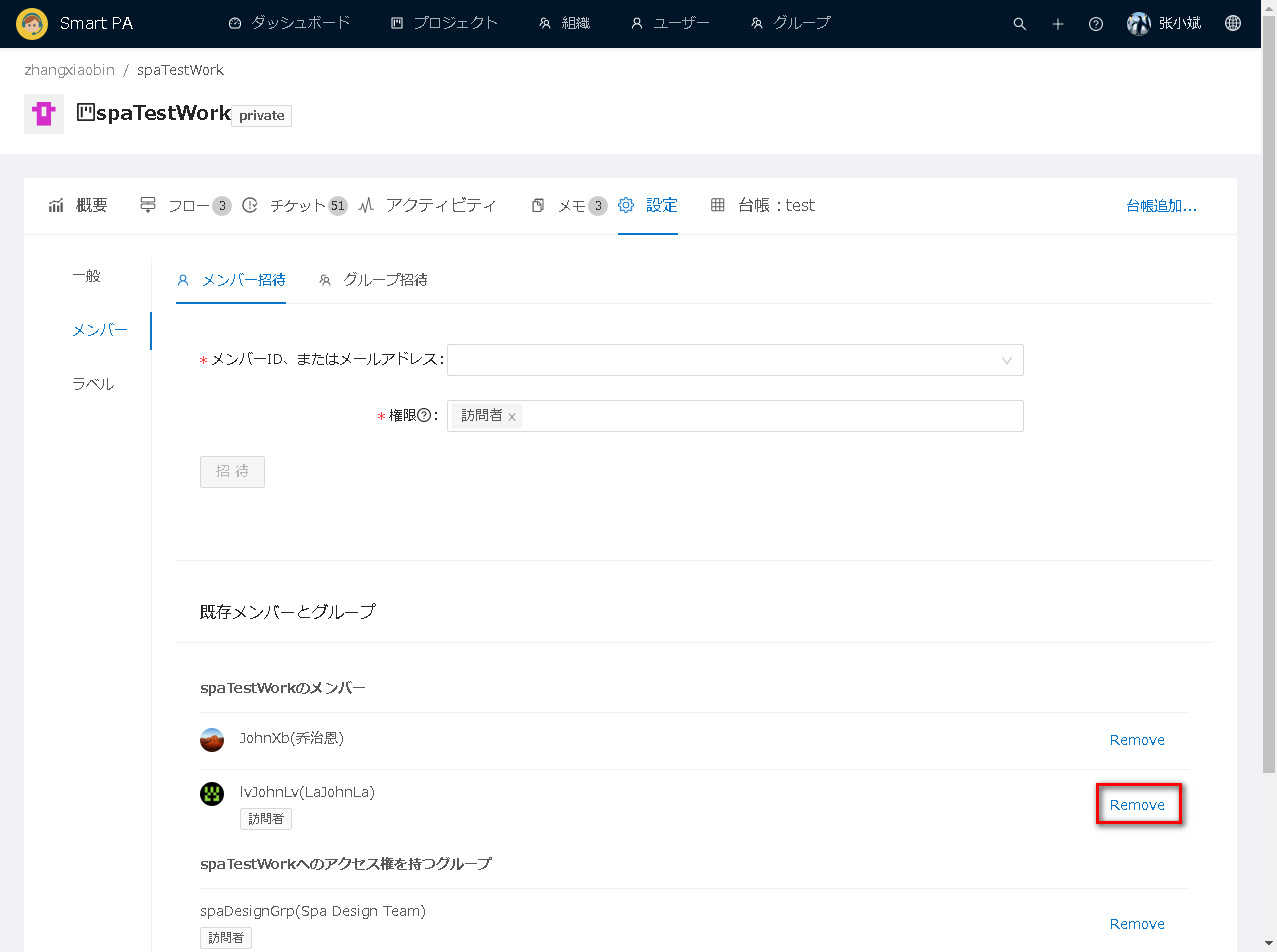 Smart PA ダッシュボード プロジェクト 組織 ユーザー グループ 张小斌
zhangxiaobin / spaTestWork
spaTestWork private
概要 フロー 3 チケット 51 アクティビティ メモ 3 設定 台帳：test 台帳追加...
一般
メンバー
ラベル
メンバー招待 グループ招待
* メンバーID、またはメールアドレス:
* 権限 : 訪問者 ×
招 待
既存メンバーとグループ
spaTestWorkのメンバー
JohnXb(乔治恩) Remove
lvJohnLv(LaJohnLa)
訪問者
Remove
spaTestWorkへのアクセス権を持つグループ
spaDesignGrp(Spa Design Team)
訪問者
Remove